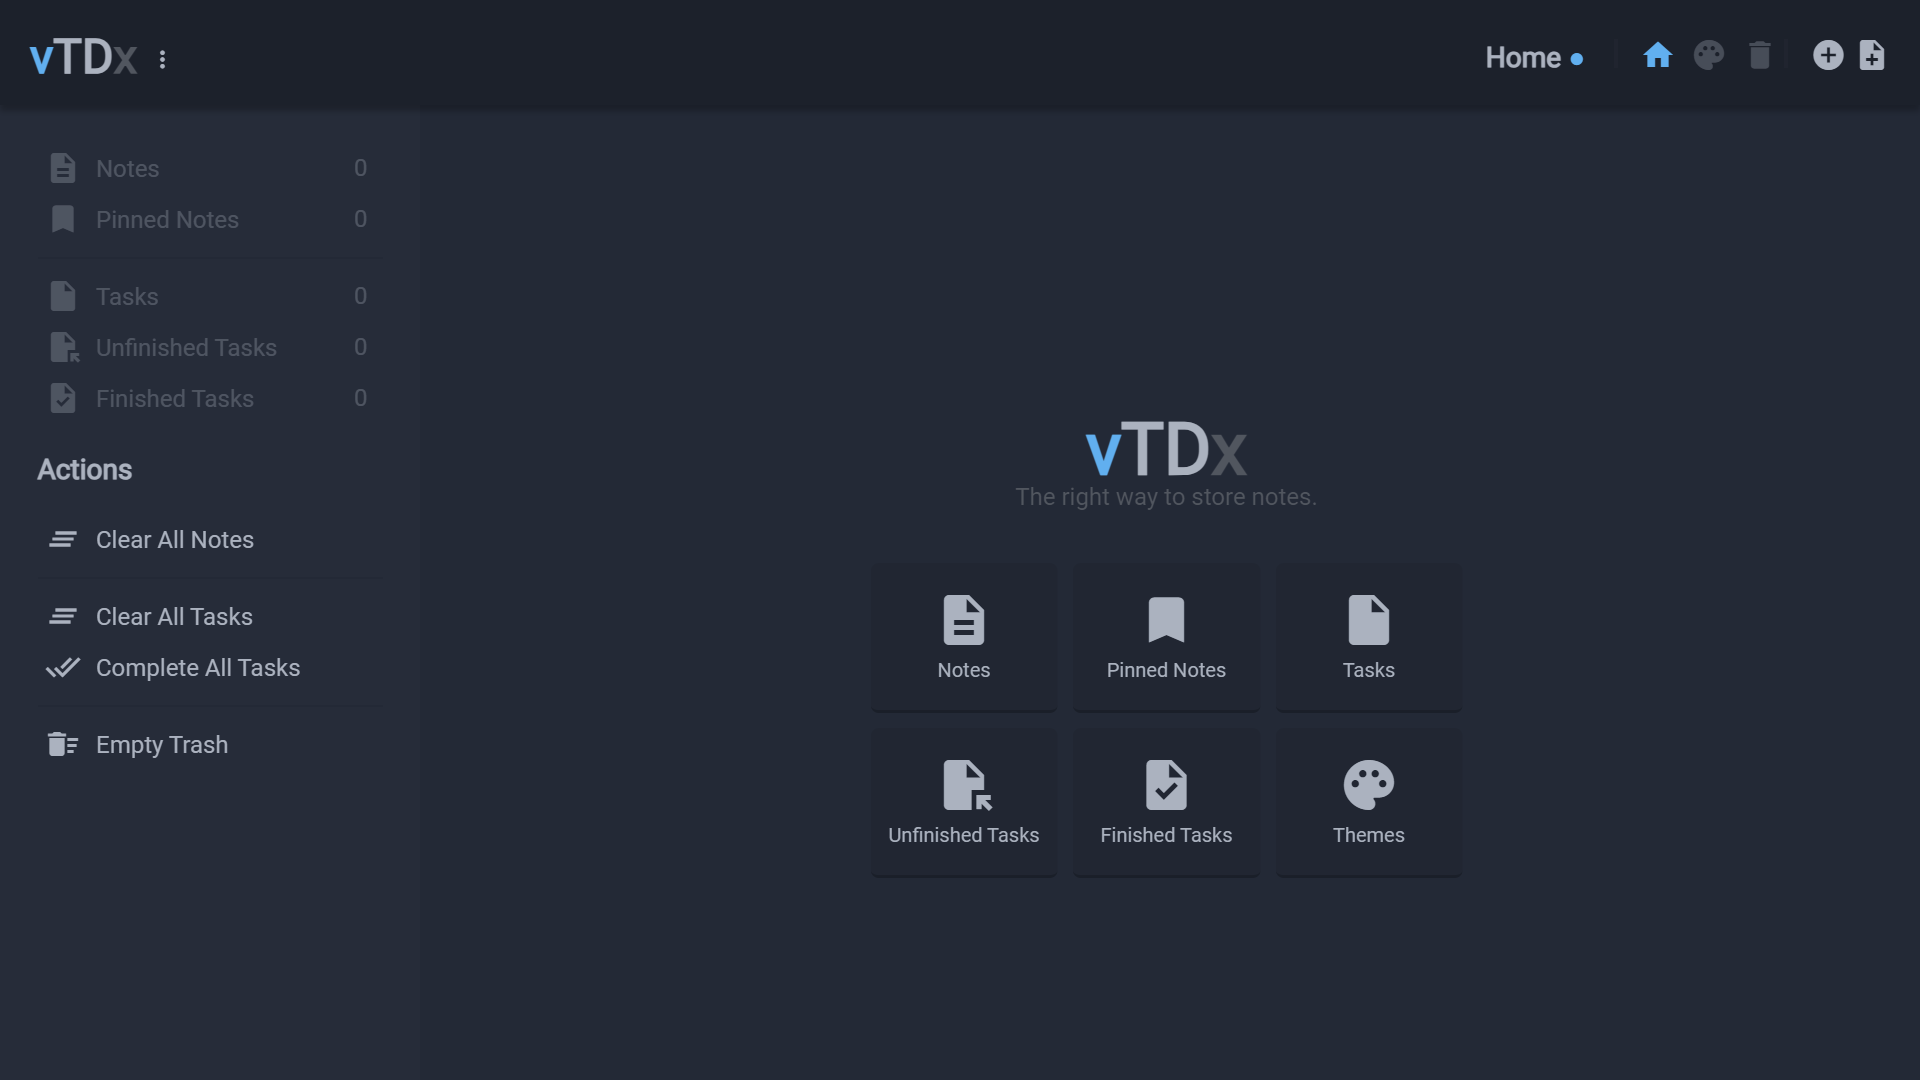 vTDx
Home
Notes 0
Pinned Notes 0
Tasks 0
Unfinished Tasks 0
Finished Tasks 0
Actions
Clear All Notes
Clear All Tasks
Complete All Tasks
Empty Trash
vTDx
The right way to store notes.
Notes
Pinned Notes
Tasks
Unfinished Tasks
Finished Tasks
Themes